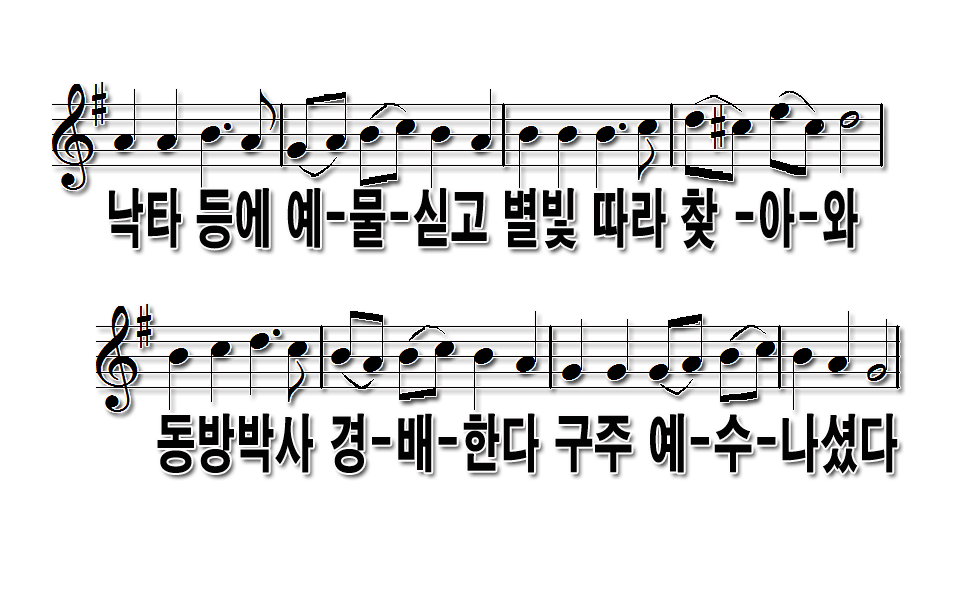 낙타 등에 예-물-싣고 별빛 따라 찾 -아-와
동방박사 경-배-한다 구주 예-수-나셨다